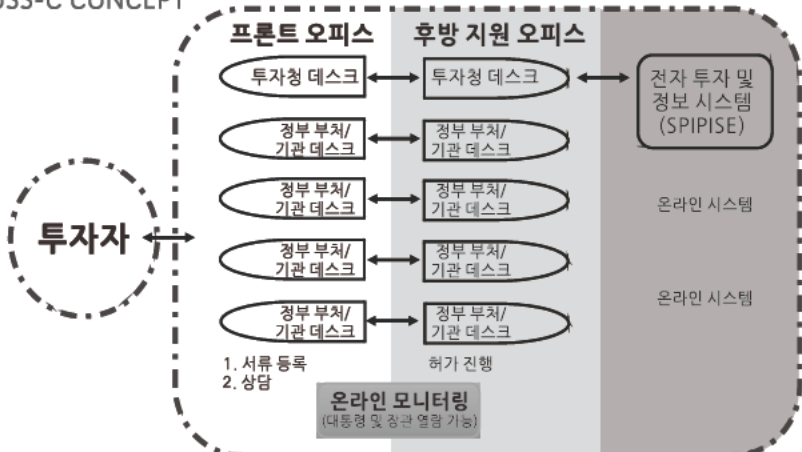 CONCEPT
프론트 오피스
후방 지원 오피스
투자청 데스크
투자청 데스크
전자 투자 및
정보 시스템
(SPIPISE)
정부 부처/
기관 데스크
정부 부처/
기관 데스크
정부 부처/
기관 데스크
정부 부처/
기관 데스크
온라인 시스템
투자자
정부 부처/
기관 데스크
정부 부처/
기관 데스크
온라인 시스템
정부 부처/
기관 데스크
정부 부처/
기관 데스크
1. 서류 등록
2. 상담
허가 진행
온라인 모니터링
(대통령 및 장관 열람 가능)